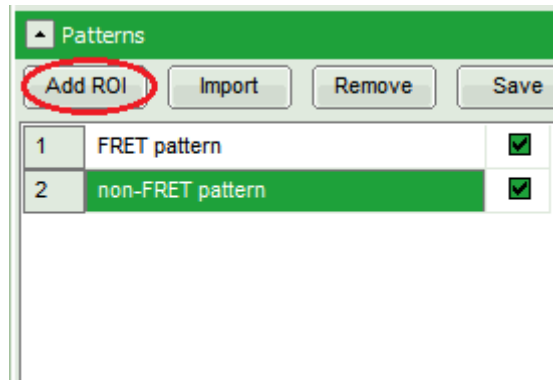 Patterns
Add ROI Import Remove Save
1 FRET pattern
2 non-FRET pattern